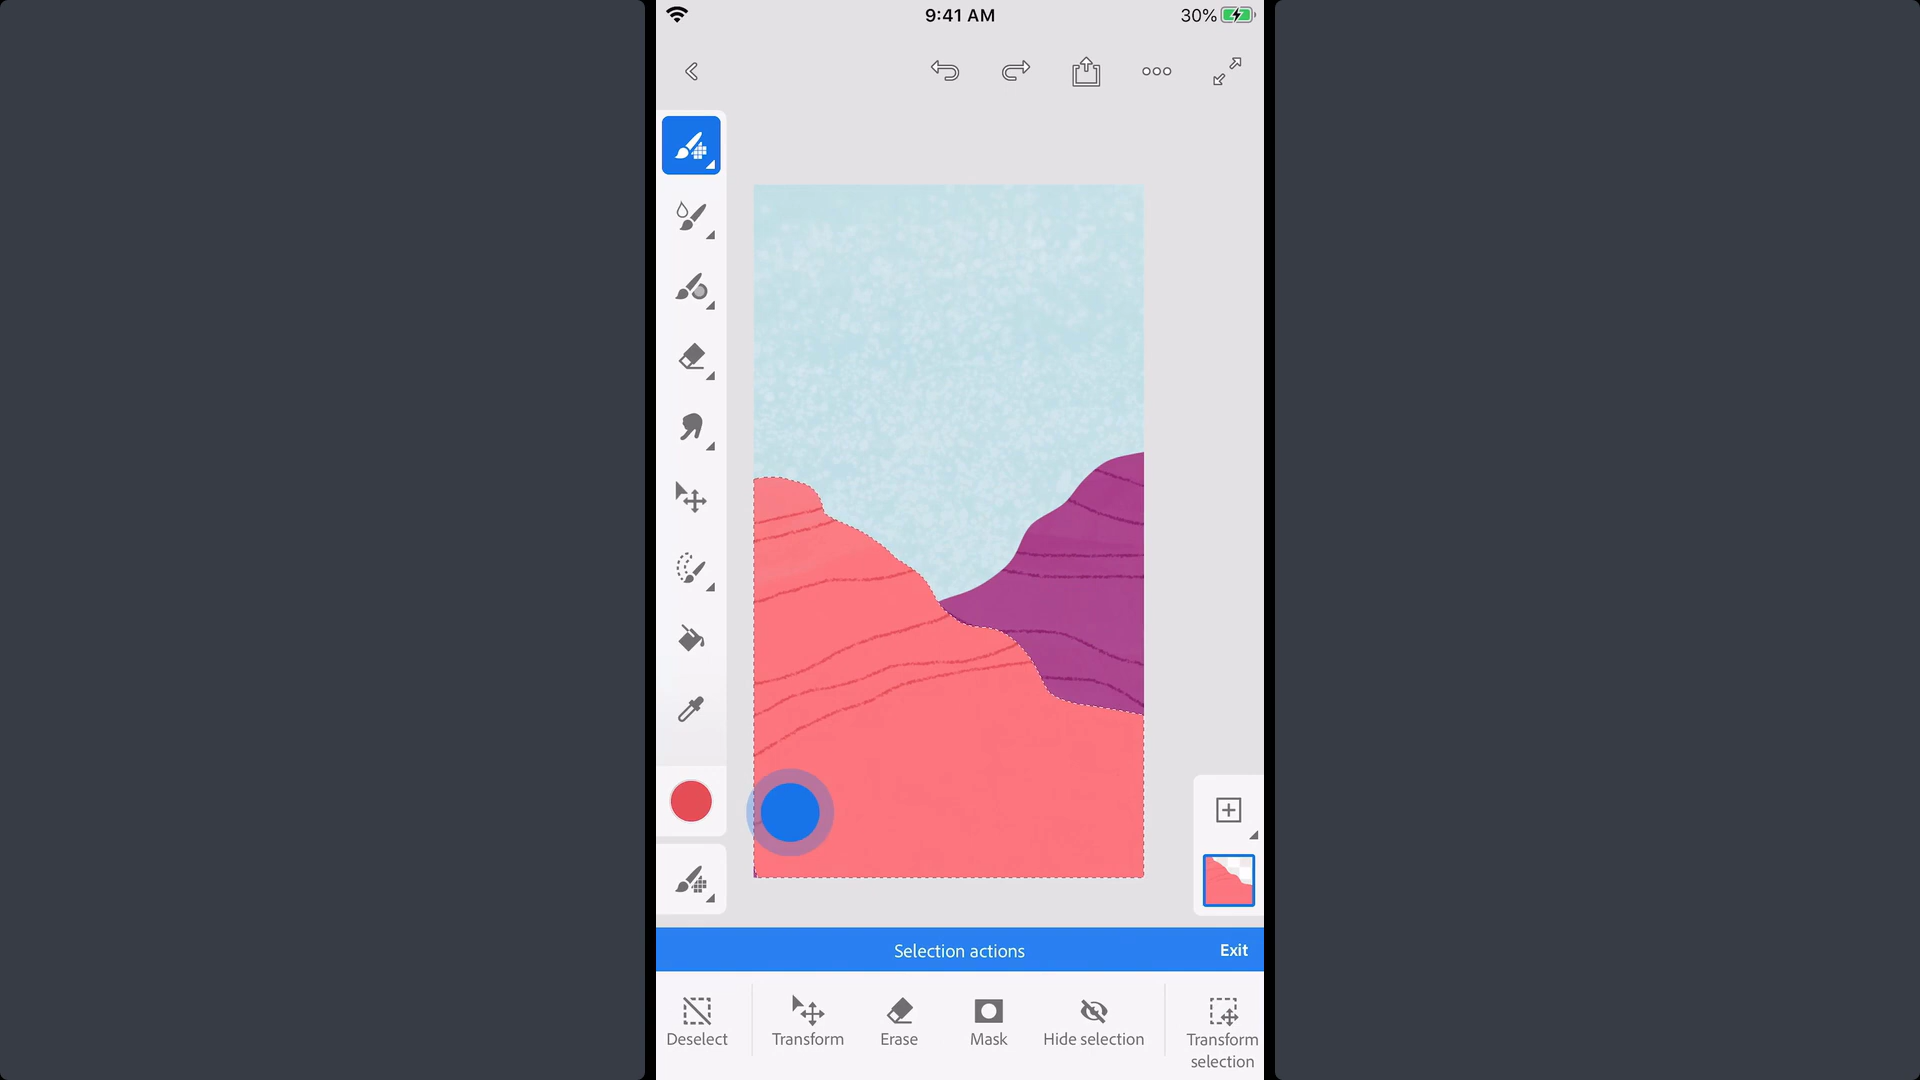 9:41 AM
30%
Selection actions
Exit
Deselect
Transform
Erase
Mask
Hide selection
Transform
selection